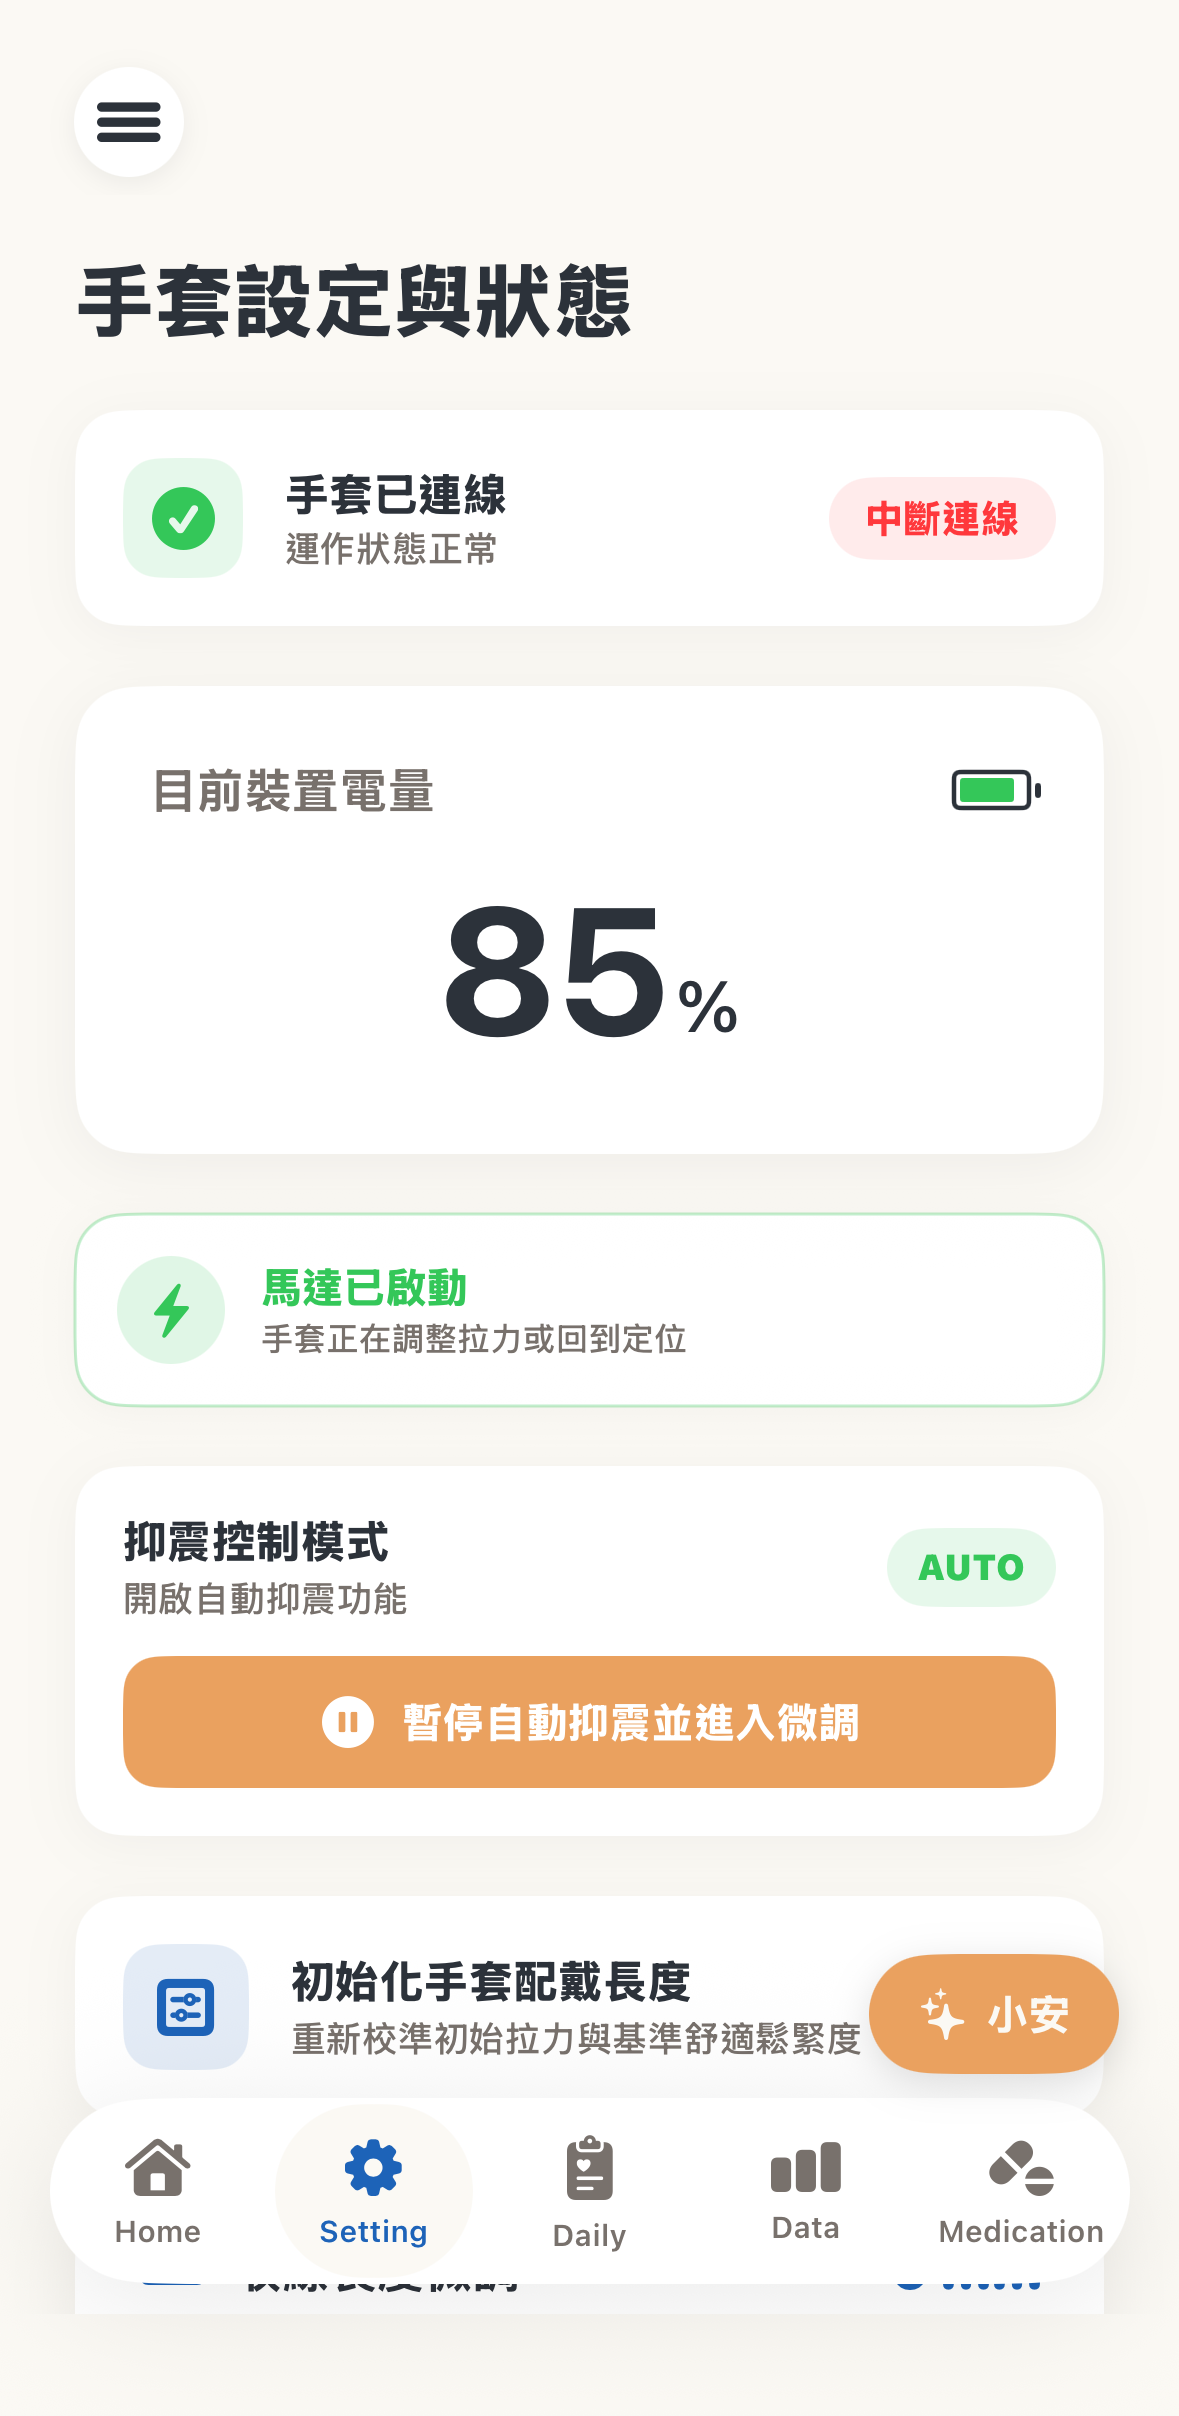 手套設定與狀態
手套已連線
運作狀態正常
中斷連線
目前裝置電量
85%
馬達已啟動
手套正在調整拉力或回到定位
抑震控制模式
開啟自動抑震功能
AUTO
暫停自動抑震並進入微調
初始化手套配戴長度
重新校準初始拉力與基準舒適鬆緊度
小安
Home
Setting
Daily
Data
Medication